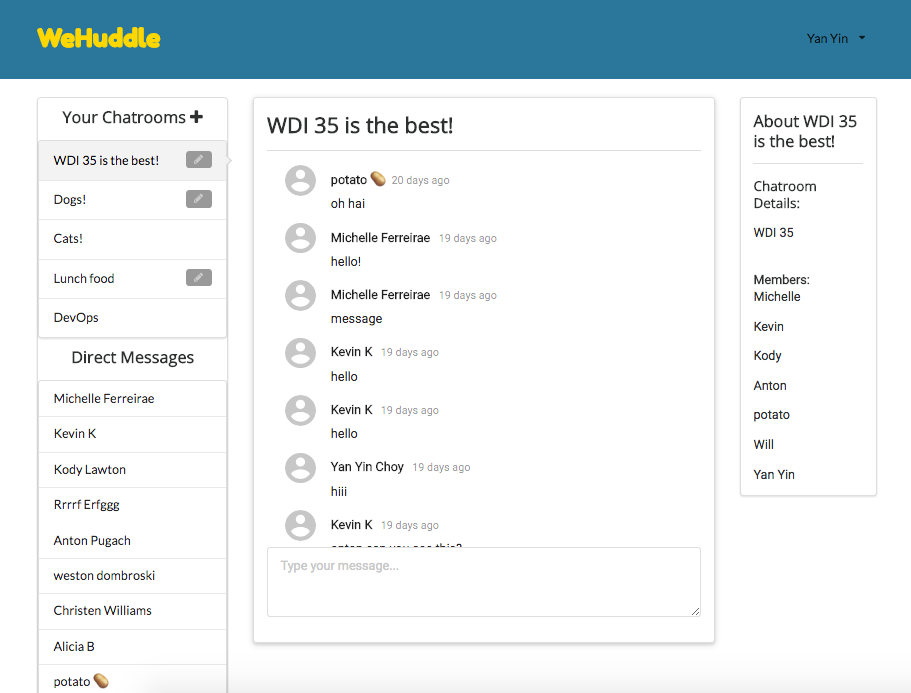 WeHuddle
Yan Yin
Your Chatrooms
WDI 35 is the best!
Dogs!
Cats!
Lunch food
DevOps
Direct Messages
Michelle Ferreirae
Kevin K
Kody Lawton
Rrrrf Erfggg
Anton Pugach
weston dombroski
Christen Williams
Alicia B
potato 🥔
WDI 35 is the best!
potato 🥔 20 days ago
oh hai
Michelle Ferreirae 19 days ago
hello!
Michelle Ferreirae 19 days ago
message
Kevin K 19 days ago
hello
Kevin K 19 days ago
hello
Yan Yin Choy 19 days ago
hiii
Kevin K 19 days ago
anton can you see this?
Type your message...
About WDI 35
is the best!
Chatroom
Details:
WDI 35
Members:
Michelle
Kevin
Kody
Anton
potato
Will
Yan Yin